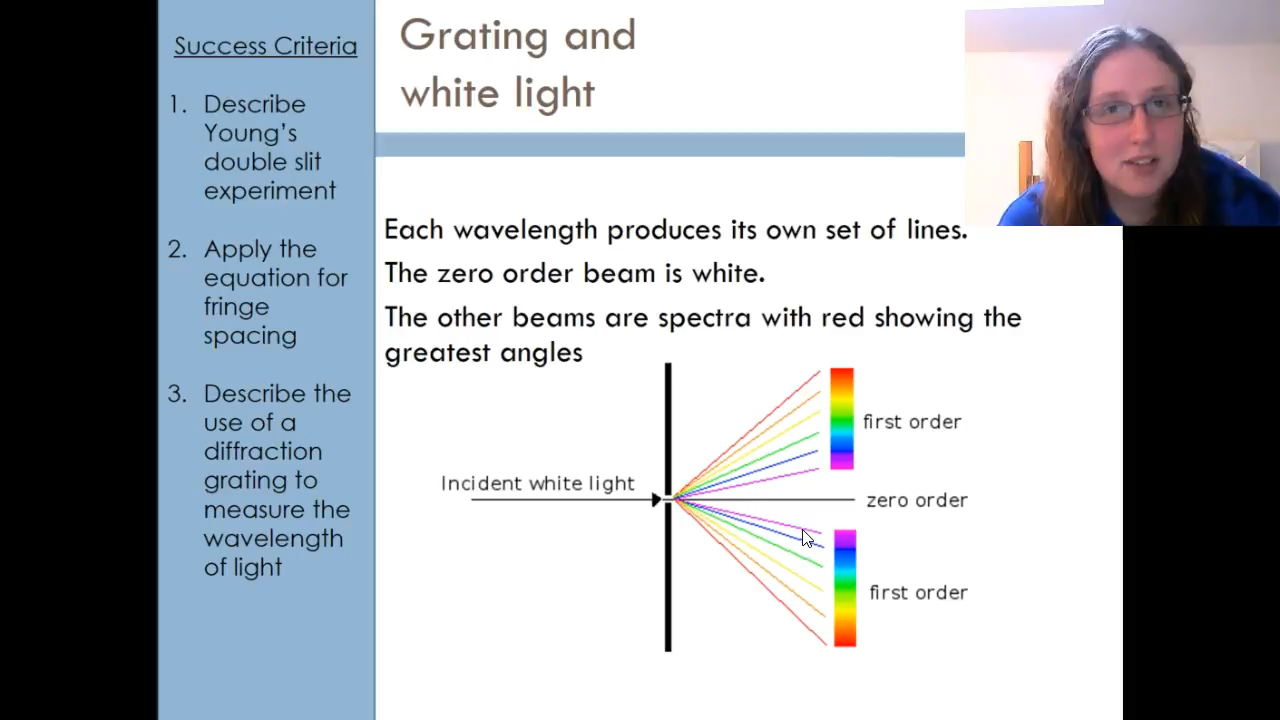 Success Criteria
1. Describe
Young's
double slit
experiment
2. Apply the
equation for
fringe
spacing
3. Describe the
use of a
diffraction
grating to
measure the
wavelength
of light
Grating and
white light
Each wavelength produces its own set of lines.
The zero order beam is white.
The other beams are spectra with red showing the
greatest angles
first order
Incident white light
zero order
first order